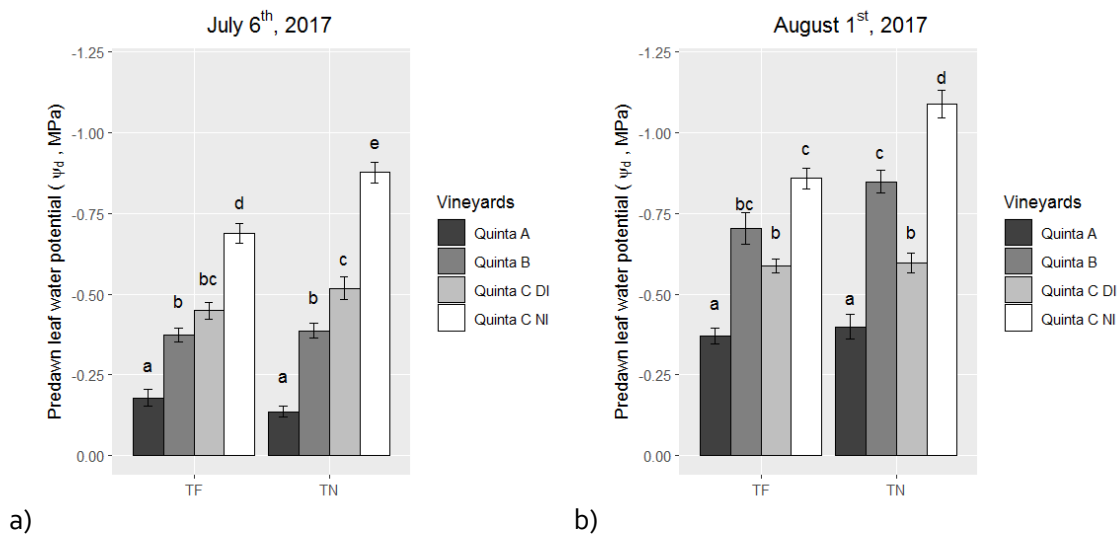 July 6th, 2017
Predawn leaf water potential ( ψd , MPa)
-1.25
-1.00
-0.75
-0.50
-0.25
0.00
a
b
bc
d
a
b
c
e
TF
TN
Vineyards
Quinta A
Quinta B
Quinta C DI
Quinta C NI
a)
August 1st, 2017
Predawn leaf water potential ( ψd , MPa)
-1.25
-1.00
-0.75
-0.50
-0.25
0.00
a
bc
b
c
a
c
b
d
TF
TN
Vineyards
Quinta A
Quinta B
Quinta C DI
Quinta C NI
b)